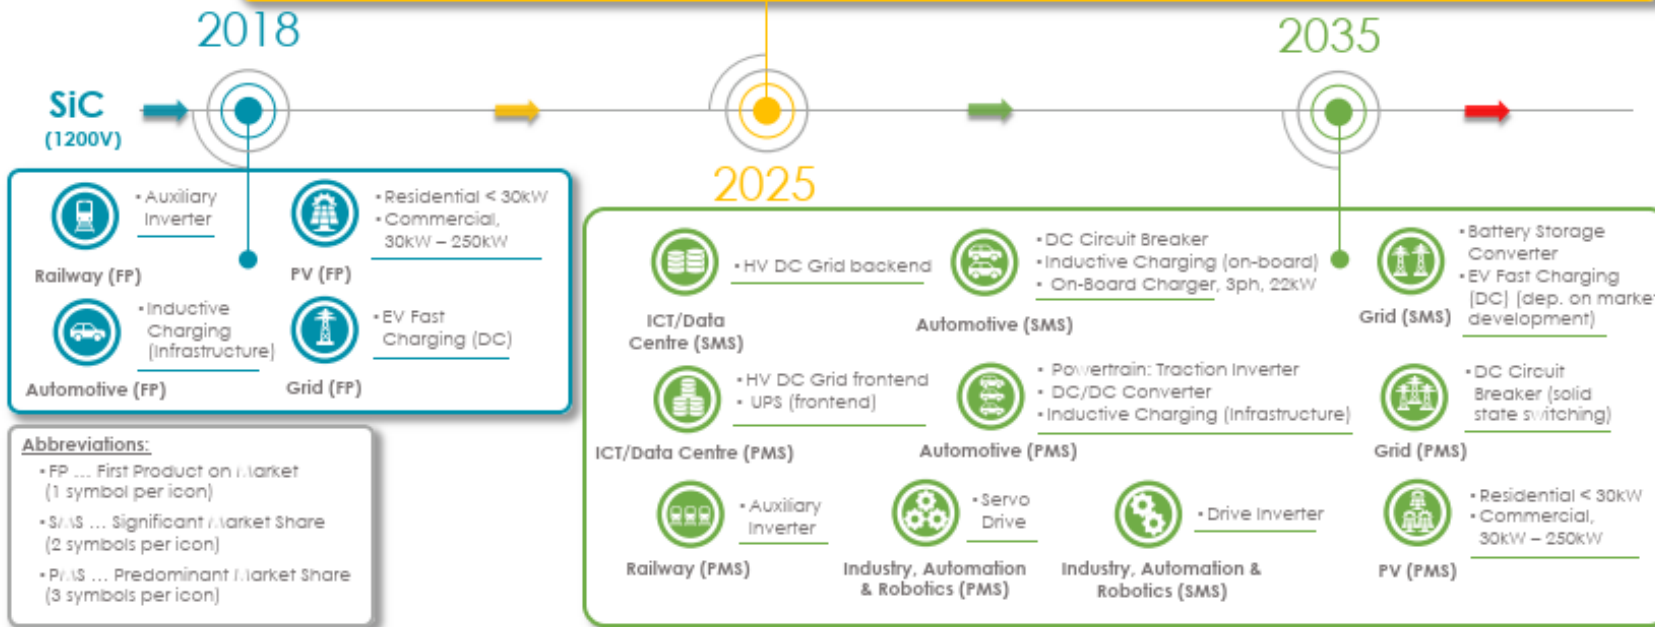 2018
2035
SiC
(1200V)
2025
• Auxiliary
Inverter
Railway (FP)
• Residential < 30kW
• Commercial,
30kW – 250kW
PV (FP)
• Inductive
Charging
(Infrastructure)
Automotive (FP)
• EV Fast
Charging (DC)
Grid (FP)
Abbreviations:
• FP ... First Product on Market
(1 symbol per icon)
• SMS ... Significant Market Share
(2 symbols per icon)
• PMS ... Predominant Market Share
(3 symbols per icon)
• HV DC Grid backend
ICT/Data
Centre (SMS)
• DC Circuit Breaker
• Inductive Charging (on-board)
• On-Board Charger, 3ph, 22kW
Automotive (SMS)
• Battery Storage
Converter
• EV Fast Charging
(DC) (dep. on market
development)
Grid (SMS)
• HV DC Grid frontend
• UPS (frontend)
ICT/Data Centre (PMS)
• Powertrain: Traction Inverter
• DC/DC Converter
• Inductive Charging (Infrastructure)
Automotive (PMS)
• DC Circuit
Breaker (solid
state switching)
Grid (PMS)
• Auxiliary
Inverter
Railway (PMS)
• Servo
Drive
Industry, Automation
& Robotics (PMS)
• Drive Inverter
Industry, Automation &
Robotics (SMS)
• Residential < 30kW
• Commercial,
30kW – 250kW
PV (PMS)